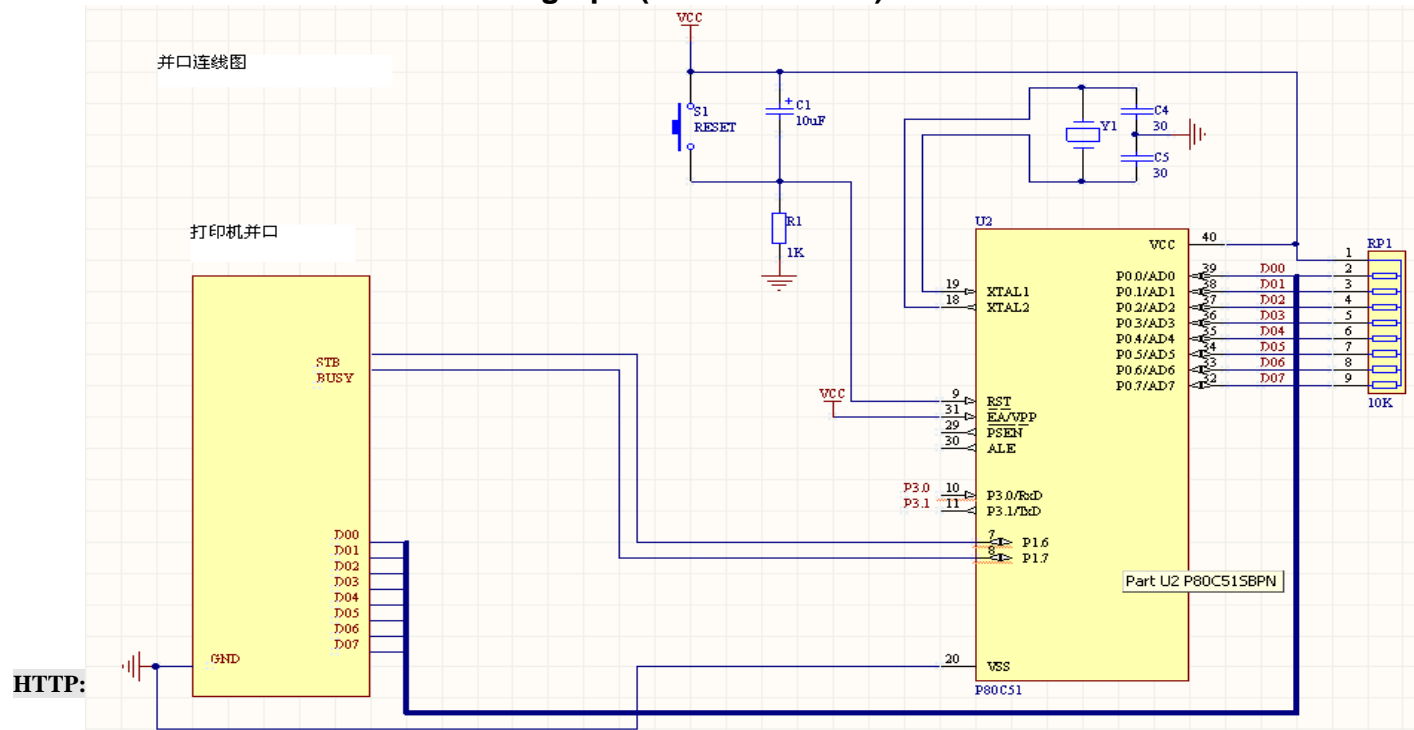 VCC
并口连线图
S1
RESET
C1
10uF
C4
30
Y1
C5
30
R1
1K
打印机并口
U2
VCC 40
RP1
1
19 XTAL1
18 XTAL2
P0.0/AD0 39 D00 2
P0.1/AD1 38 D01 3
P0.2/AD2 37 D02 4
P0.3/AD3 36 D03 5
P0.4/AD4 35 D04 6
P0.5/AD5 34 D05 7
P0.6/AD6 33 D06 8
P0.7/AD7 32 D07 9
10K
STB
BUSY
VCC
9 RST
31 EA/VPP
29 PSEN
30 ALE
P3.0 10 P3.0/RxD
P3.1 11 P3.1/TxD
7 P1.6
8 P1.7
Part U2 P80C51SBPN
D00
D01
D02
D03
D04
D05
D06
D07
GND
20 VSS
P80C51
HTTP: